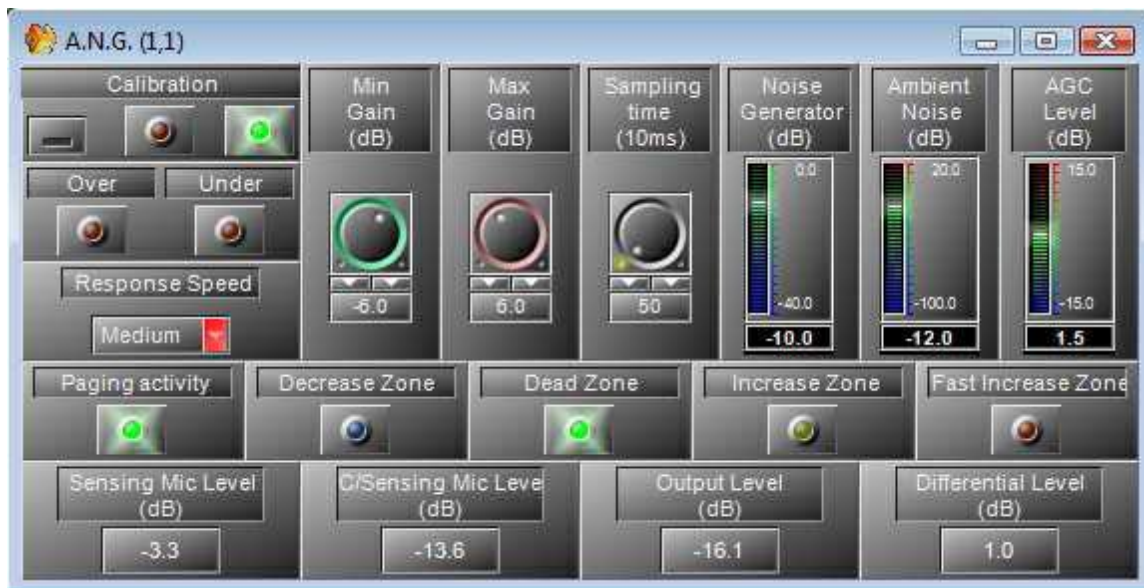 A.N.G. (1,1)
Calibration
Over Under
Response Speed
Medium
Min
Gain
(dB)
-6.0
Max
Gain
(dB)
6.0
Sampling
time
(10ms)
50
Noise
Generator
(dB)
0.0
-40.0
-10.0
Ambient
Noise
(dB)
20.0
-100.0
-12.0
AGC
Level
(dB)
15.0
-15.0
1.5
Paging activity
Decrease Zone
Dead Zone
Increase Zone
Fast Increase Zone
Sensing Mic Level
(dB)
-3.3
C/Sensing Mic Leve
(dB)
-13.6
Output Level
(dB)
-16.1
Differential Level
(dB)
1.0